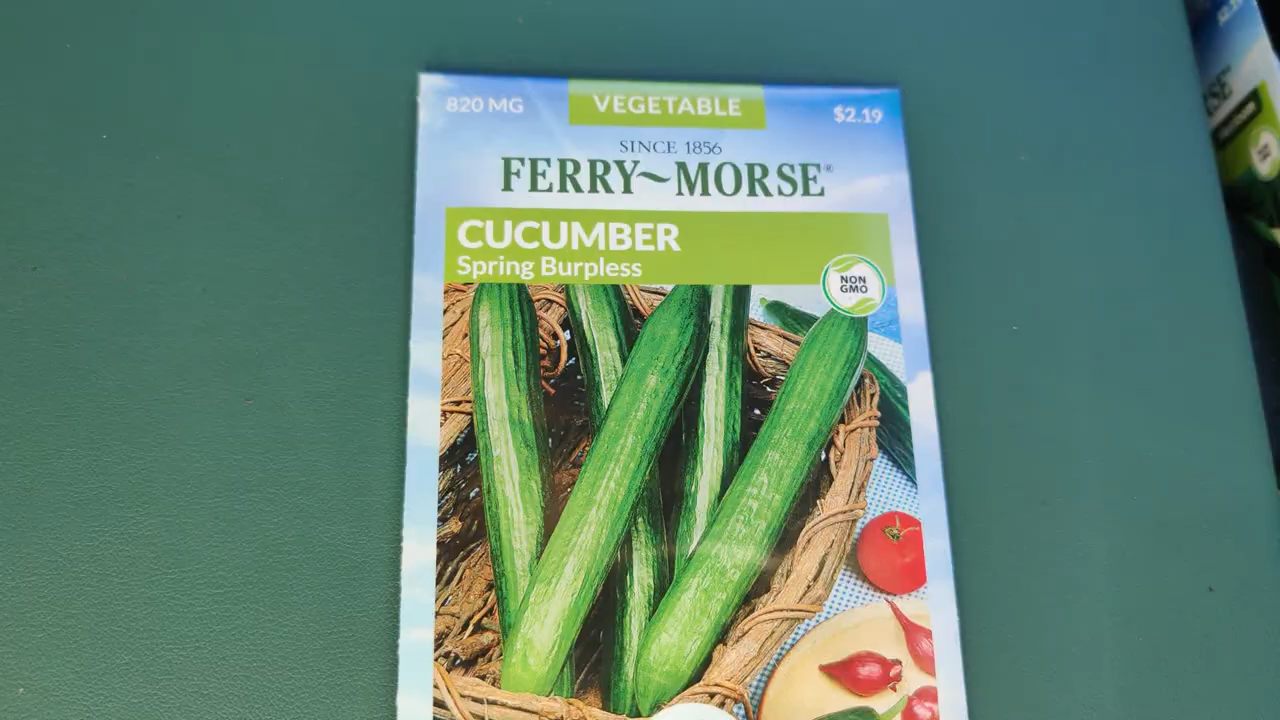 820 MG
VEGETABLE
$2.19
SINCE 1856
FERRY~MORSE®
CUCUMBER
Spring Burpless
NON
GMO